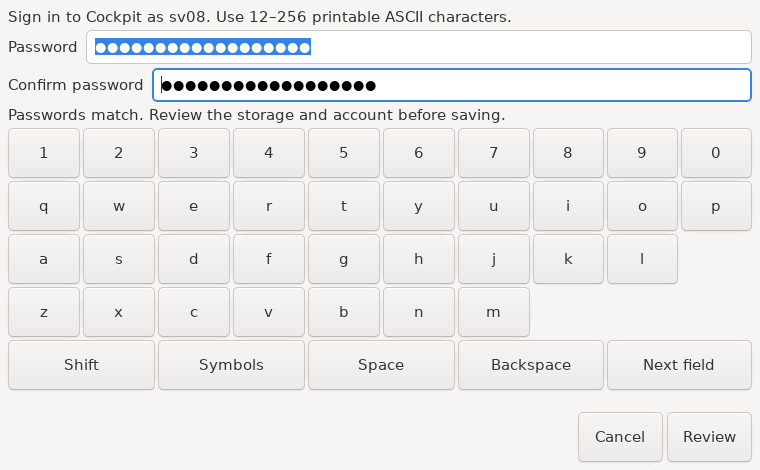 Sign in to Cockpit as sv08. Use 12–256 printable ASCII characters.
Password ●●●●●●●●●●●●●●●●●●
Confirm password ●●●●●●●●●●●●●●●●●●
Passwords match. Review the storage and account before saving.
1 2 3 4 5 6 7 8 9 0
q w e r t y u i o p
a s d f g h j k l
z x c v b n m
Shift Symbols Space Backspace Next field
Cancel Review